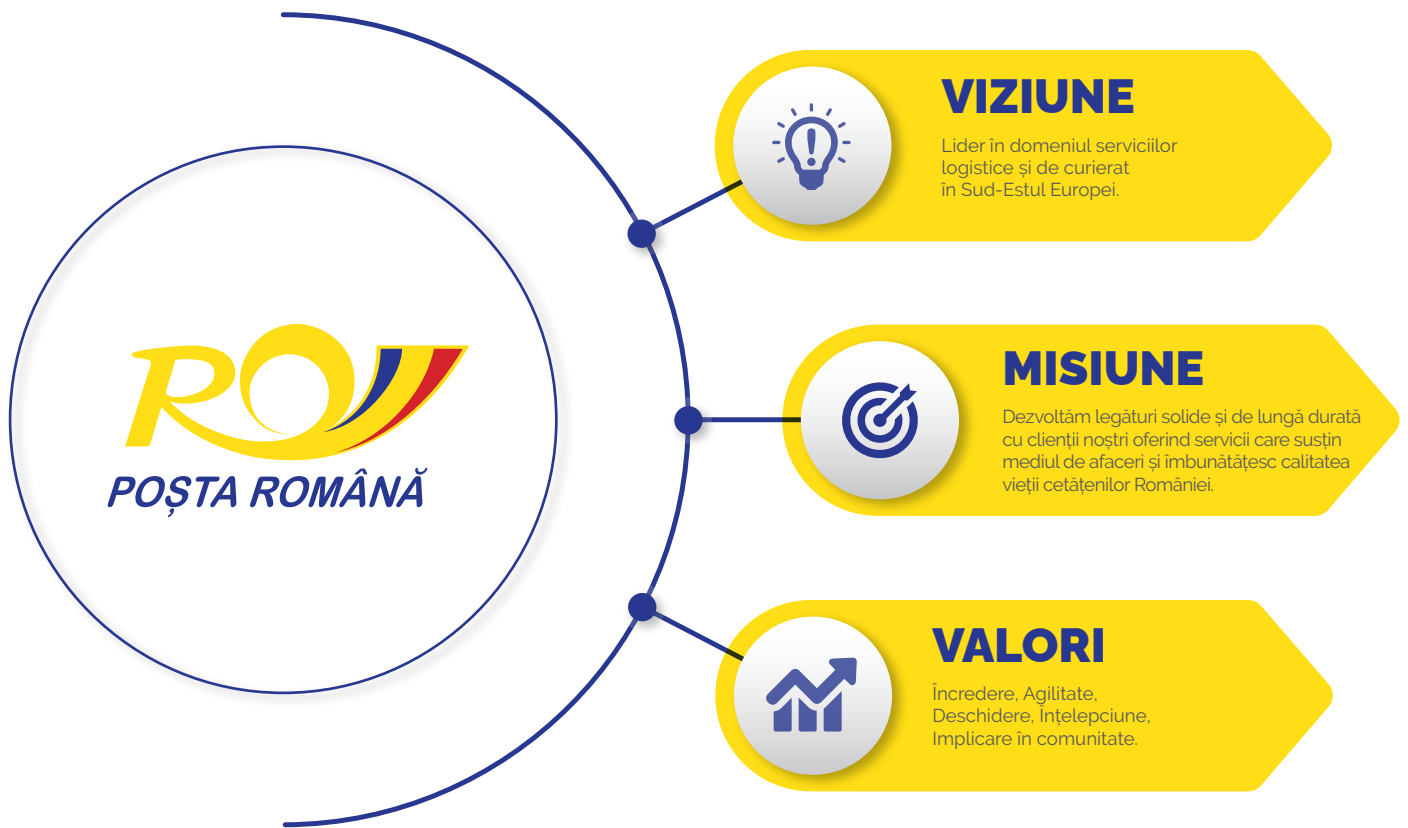 POȘTA ROMÂNĂ
VIZIUNE
Lider în domeniul serviciilor
logistice și de curierat
în Sud-Estul Europei.
MISIUNE
Dezvoltăm legături solide și de lungă durată
cu clienții noștri oferind servicii care susțin
mediul de afaceri și îmbunătățesc calitatea
vieții cetățenilor României.
VALORI
Încredere, Agilitate,
Deschidere, Înțelepciune,
Implicare în comunitate.